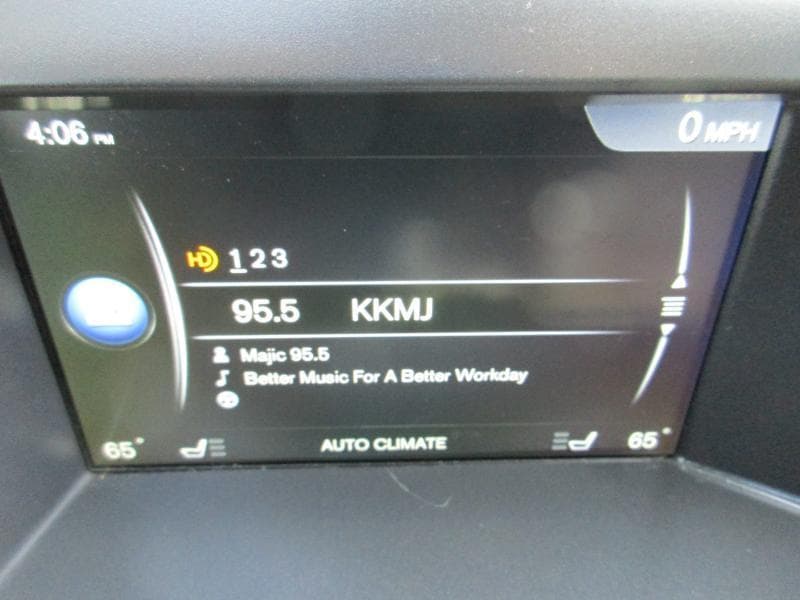 4:06 PM
0 MPH
HD 1 2 3
95.5 KKMJ
Majic 95.5
Better Music For A Better Workday
65° AUTO CLIMATE 65°